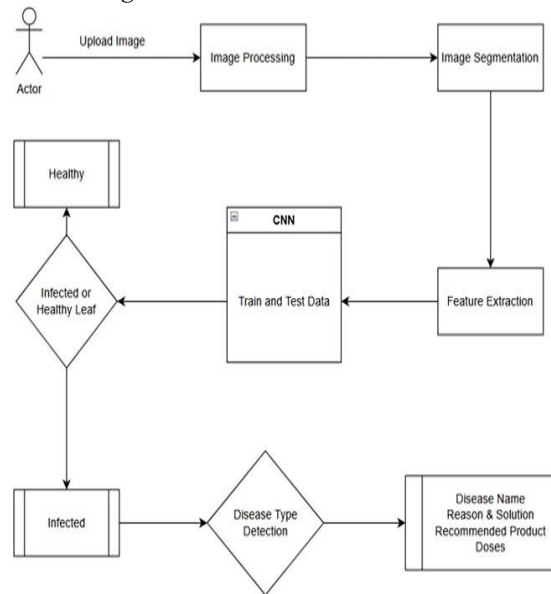 Upload Image
Actor
Image Processing
Image Segmentation
Healthy
CNN
Train and Test Data
Feature Extraction
Infected or
Healthy Leaf
Infected
Disease Type
Detection
Disease Name
Reason & Solution
Recommended Product
Doses